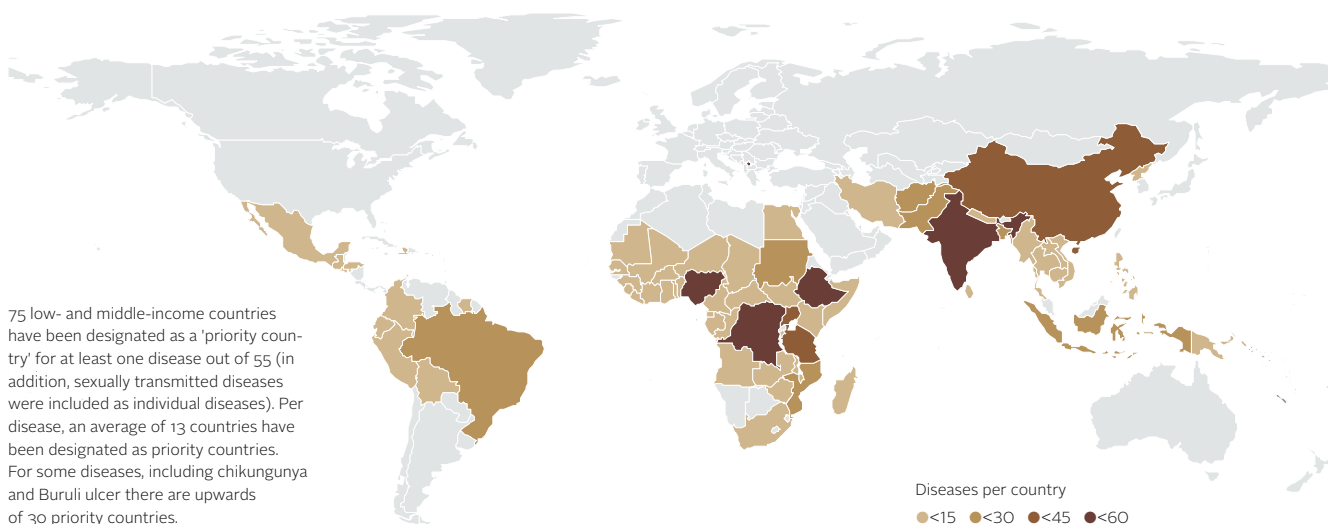 75 low- and middle-income countries
have been designated as a 'priority coun-
try' for at least one disease out of 55 (in
addition, sexually transmitted diseases
were included as individual diseases). Per
disease, an average of 13 countries have
been designated as priority countries.
For some diseases, including chikungunya
and Buruli ulcer there are upwards
of 30 priority countries.
Diseases per country
<15 <30 <45 <60